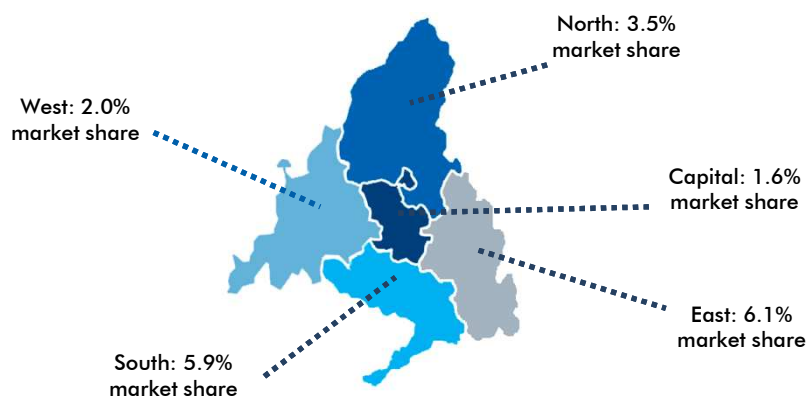 North: 3.5%
market share
West: 2.0%
market share
Capital: 1.6%
market share
East: 6.1%
market share
South: 5.9%
market share